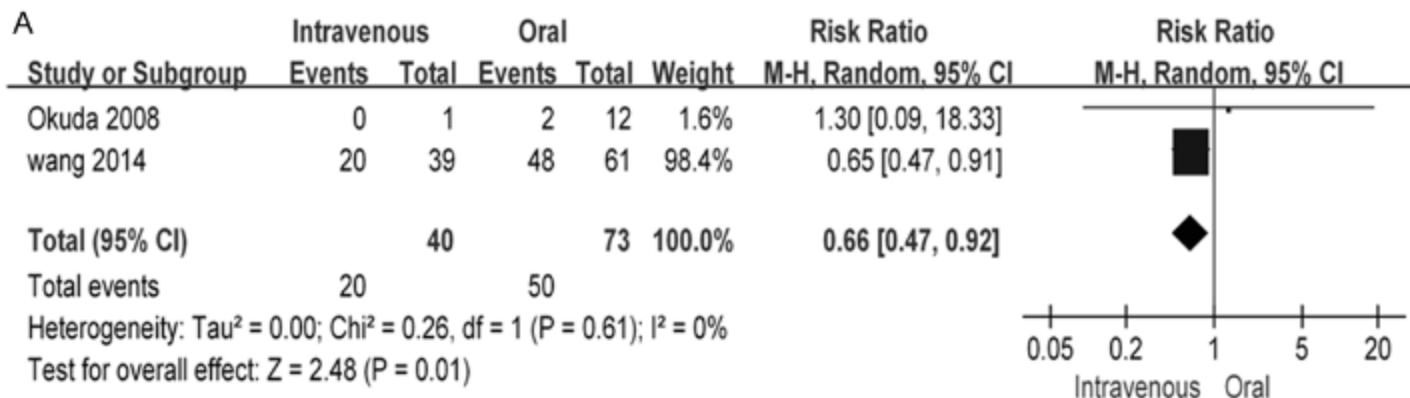 A
Intravenous Oral Risk Ratio Risk Ratio
Study or Subgroup Events Total Events Total Weight M-H, Random, 95% CI M-H, Random, 95% CI
Okuda 2008 0 1 2 12 1.6% 1.30 [0.09, 18.33]
wang 2014 20 39 48 61 98.4% 0.65 [0.47, 0.91]
Total (95% CI) 40 73 100.0% 0.66 [0.47, 0.92]
Total events 20 50
Heterogeneity: Tau² = 0.00; Chi² = 0.26, df = 1 (P = 0.61); I² = 0%
Test for overall effect: Z = 2.48 (P = 0.01)
0.05 0.2 1 5 20
Intravenous Oral